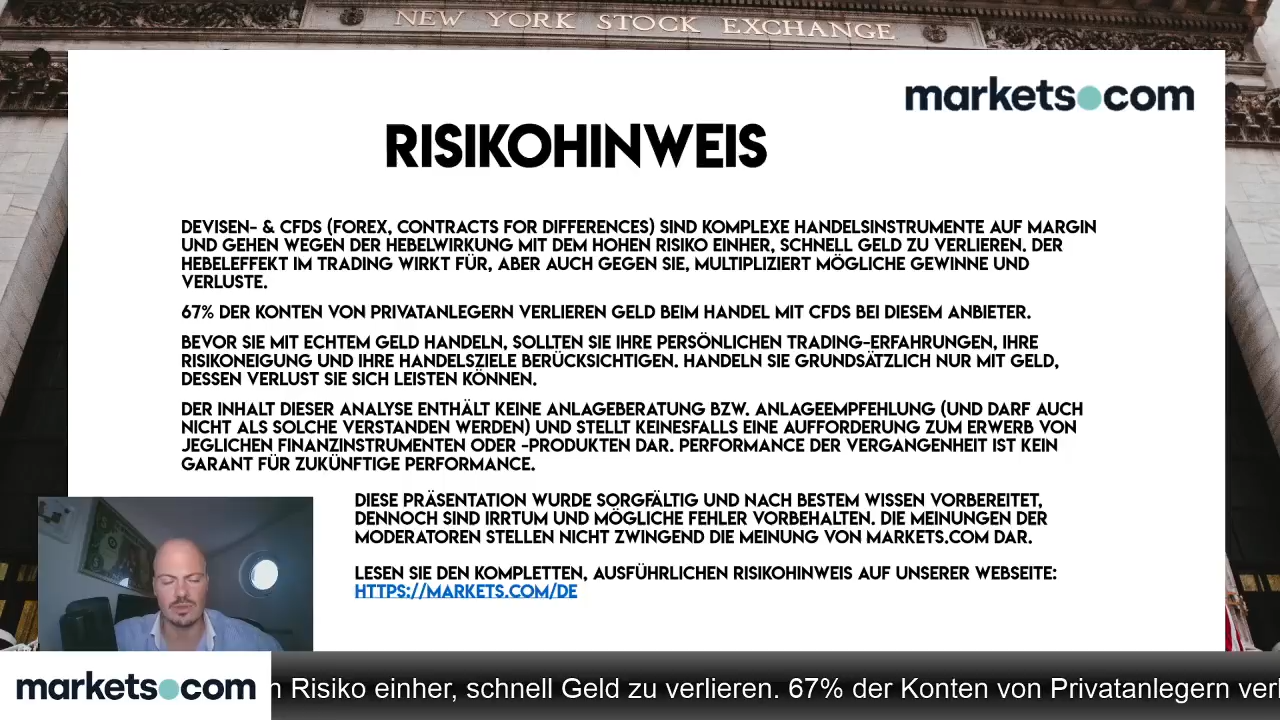 NEW YORK STOCK EXCHANGE
markets.com
RISIKOHINWEIS
DEVISEN- & CFDS (FOREX, CONTRACTS FOR DIFFERENCES) SIND KOMPLEXE HANDELSINSTRUMENTE AUF MARGIN
UND GEHEN WEGEN DER HEBELWIRKUNG MIT DEM HOHEN RISIKO EINHER, SCHNELL GELD ZU VERLIEREN. DER
HEBELEFFEKT IM TRADING WIRKT FÜR, ABER AUCH GEGEN SIE, MULTIPLIZIERT MÖGLICHE GEWINNE UND
VERLUSTE.
67% DER KONTEN VON PRIVATANLEGERN VERLIEREN GELD BEIM HANDEL MIT CFDS BEI DIESEM ANBIETER.
BEVOR SIE MIT ECHTEM GELD HANDELN, SOLLTEN SIE IHRE PERSÖNLICHEN TRADING-ERFAHRUNGEN, IHRE
RISIKONEIGUNG UND IHRE HANDELSZIELE BERÜCKSICHTIGEN. HANDELN SIE GRUNDSÄTZLICH NUR MIT GELD,
DESSEN VERLUST SIE SICH LEISTEN KÖNNEN.
DER INHALT DIESER ANALYSE ENTHÄLT KEINE ANLAGEBERATUNG BZW. ANLAGEEMPFEHLUNG (UND DARF AUCH
NICHT ALS SOLCHE VERSTANDEN WERDEN) UND STELLT KEINESFALLS EINE AUFFORDERUNG ZUM ERWERB VON
JEGLICHEN FINANZINSTRUMENTEN ODER -PRODUKTEN DAR. PERFORMANCE DER VERGANGENHEIT IST KEIN
GARANT FÜR ZUKÜNFTIGE PERFORMANCE.
DIESE PRÄSENTATION WURDE SORGFÄLTIG UND NACH BESTEM WISSEN VORBEREITET,
DENNOCH SIND IRRTUM UND MÖGLICHE FEHLER VORBEHALTEN. DIE MEINUNGEN DER
MODERATOREN STELLEN NICHT ZWINGEND DIE MEINUNG VON MARKETS.COM DAR.
LESEN SIE DEN KOMPLETTEN, AUSFÜHRLICHEN RISIKOHINWEIS AUF UNSERER WEBSEITE:
HTTPS://MARKETS.COM/DE
markets.com
Risiko einher, schnell Geld zu verlieren. 67% der Konten von Privatanlegern